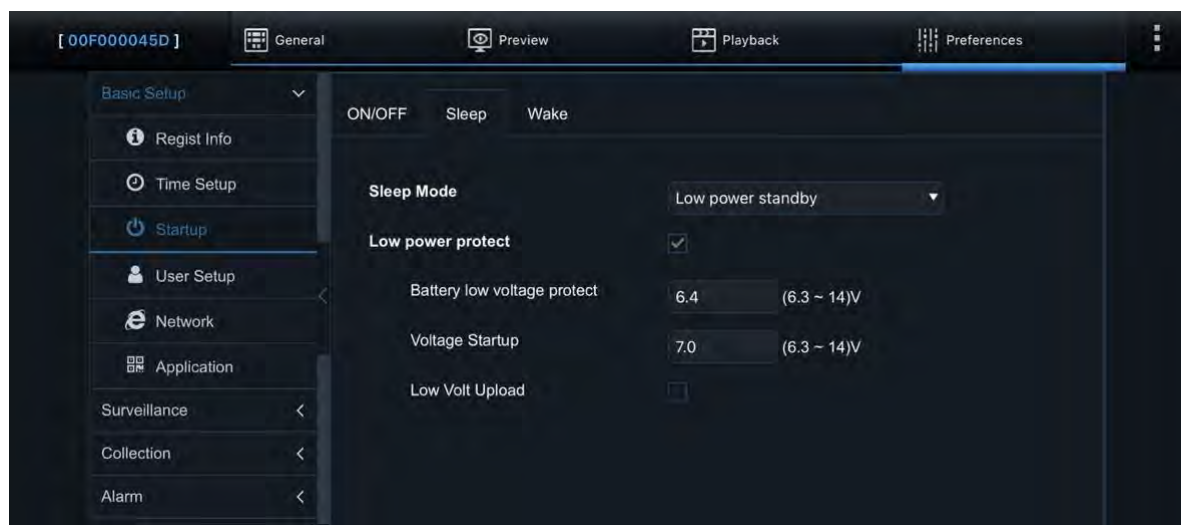 [ 00F000045D ] General Preview Playback Preferences
Basic Setup
Regist Info
Time Setup
Startup
User Setup
Network
Application
Surveillance
Collection
Alarm
ON/OFF Sleep Wake
Sleep Mode Low power standby
Low power protect
Battery low voltage protect 6.4 (6.3 ~ 14)V
Voltage Startup 7.0 (6.3 ~ 14)V
Low Volt Upload